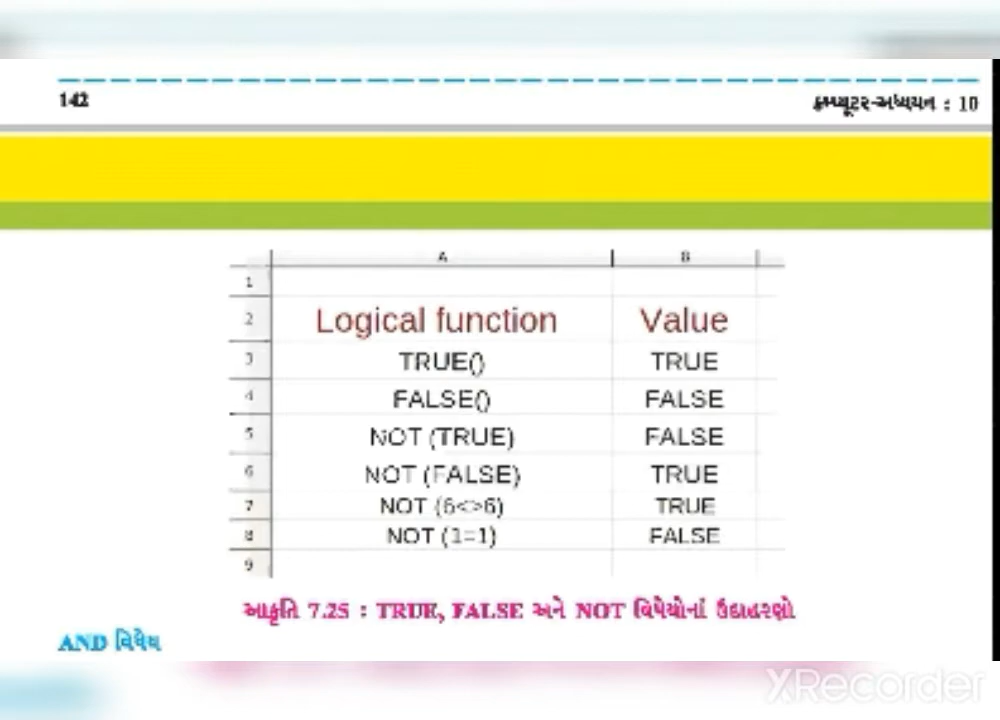 142
કમ્પ્યૂટર-અધ્યયન : 10
A B
1
2 Logical function Value
3 TRUE() TRUE
4 FALSE() FALSE
5 NOT (TRUE) FALSE
6 NOT (FALSE) TRUE
7 NOT (6<>6) TRUE
8 NOT (1=1) FALSE
9
આકૃતિ 7.25 : TRUE, FALSE અને NOT વિધેયોનાં ઉદાહરણો
AND વિધેય
XRecorder